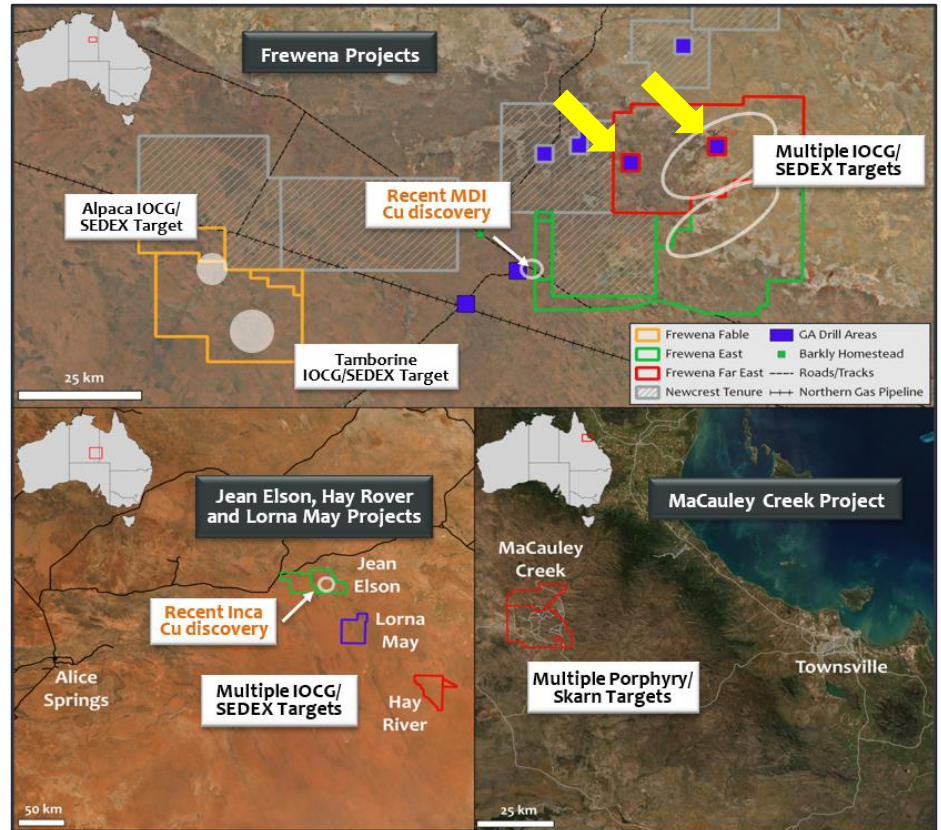 Frewena Projects
Multiple IOCG/
SEDEX Targets
Recent MDI
Cu discovery
Alpaca IOCG/
SEDEX Target
Tamborine
IOCG/SEDEX Target
25 km
Frewena Fable
Frewena East
Frewena Far East
Newcrest Tenure
GA Drill Areas
Barkly Homestead
Roads/Tracks
Northern Gas Pipeline
Jean Elson, Hay Rover
and Lorna May Projects
Jean
Elson
Recent Inca
Cu discovery
Lorna
May
Alice
Springs
Multiple IOCG/
SEDEX Targets
Hay
River
50 km
MaCauley Creek Project
MaCauley
Creek
Townsville
Multiple Porphyry/
Skarn Targets
25 km